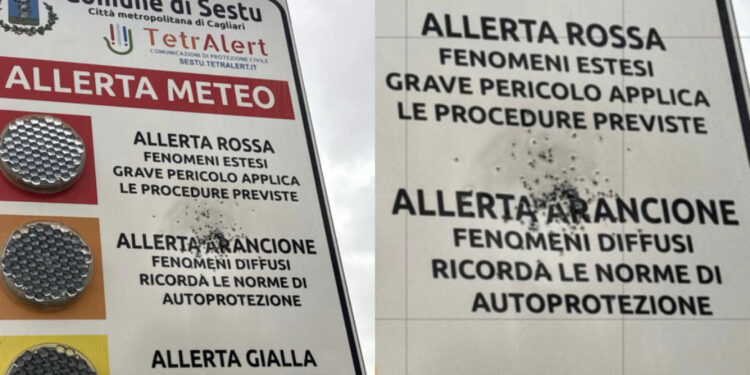 Comune di Sestu
Città metropolitana di Cagliari
TetrAlert
COMUNICAZIONI DI PROTEZIONE CIVILE
SESTU.TETRALERT.IT
ALLERTA METEO
ALLERTA ROSSA
FENOMENI ESTESI
GRAVE PERICOLO APPLICA
LE PROCEDURE PREVISTE
ALLERTA ARANCIONE
FENOMENI DIFFUSI
RICORDA LE NORME DI
AUTOPROTEZIONE
ALLERTA GIALLA
ALLERTA ROSSA
FENOMENI ESTESI
GRAVE PERICOLO APPLICA
LE PROCEDURE PREVISTE
ALLERTA ARANCIONE
FENOMENI DIFFUSI
RICORDA LE NORME DI
AUTOPROTEZIONE